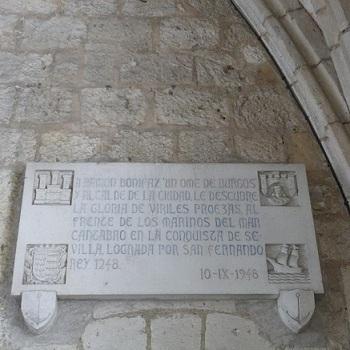 A RAMON BONIFAZ "UN OME DE BURGOS
Y ALCALDE DE LA CIUDAD, LE DESCUBRE
LA GLORIA DE VIRILES PROEZAS, AL
FRENTE DE LOS MARINOS DEL MAR
CANTABRO EN LA CONQUISTA DE SE-
VILLA, LOGRADA POR SAN FERNANDO
REY 1248.
10-IX-1948